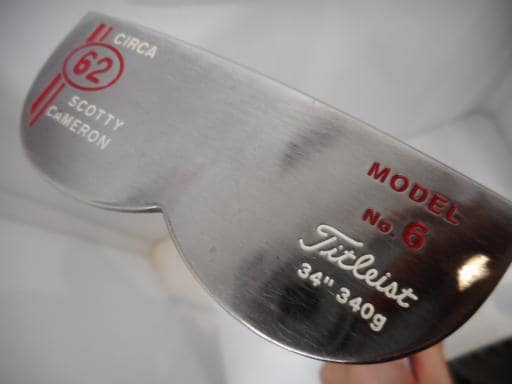 CIRCA
62
SCOTTY
CAMERON
MODEL
No. 6
Titleist
34" 340g